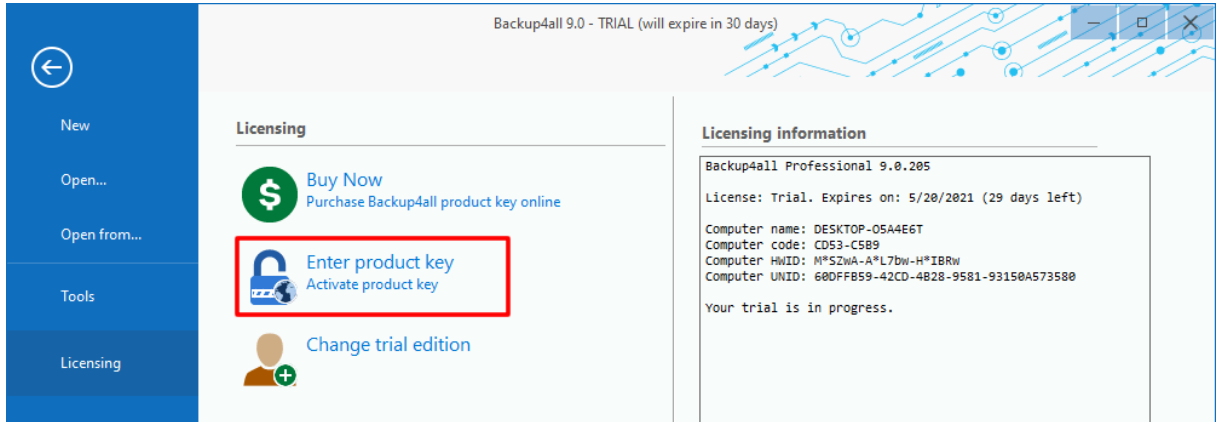 Backup4all 9.0 - TRIAL (will expire in 30 days)
New
Open...
Open from...
Tools
Licensing
Licensing
Buy Now
Purchase Backup4all product key online
Enter product key
Activate product key
Change trial edition
Licensing information
Backup4all Professional 9.0.205
License: Trial. Expires on: 5/20/2021 (29 days left)
Computer name: DESKTOP-O5A4E6T
Computer code: CD53-C5B9
Computer HWID: M*SZwA-A*L7bw-H*IBRw
Computer UNID: 60DFFB59-42CD-4B28-9581-93150A573580
Your trial is in progress.